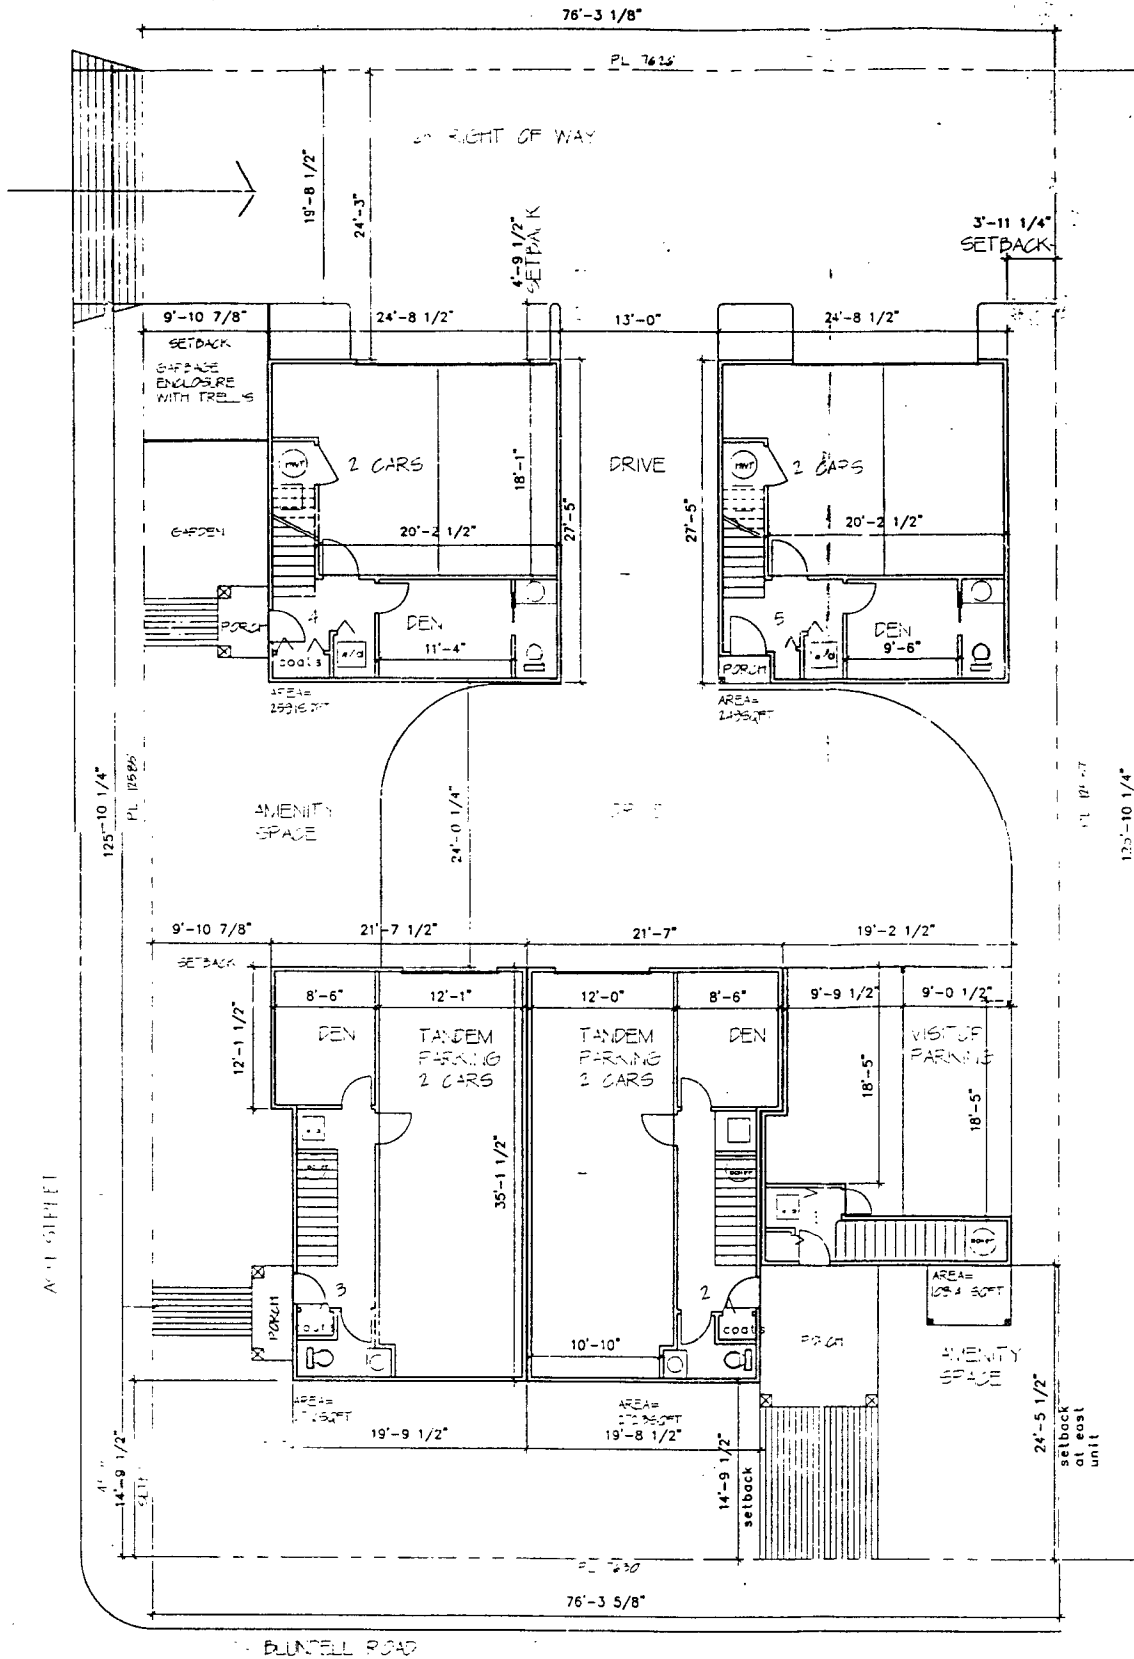 76'-3 1/8"
PL 76.25'
RIGHT OF WAY
19'-8 1/2"
24'-3"
4'-9 1/2"
SETBACK
3'-11 1/4"
SETBACK
9'-10 7/8"
24'-8 1/2"
13'-0"
24'-8 1/2"
SETBACK
GARBAGE
ENCLOSURE
WITH TRELLIS
2 CARS
18'-1"
DRIVE
2 CARS
HWT
HWT
GARDEN
20'-2 1/2"
27'-5"
27'-5"
20'-2 1/2"
PORCH
4
DEN
5
DEN
coats
w/d
11'-4"
PORCH
w/d
9'-6"
AREA=
AREA=
125'-10 1/4"
AMENITY
SPACE
24'-0 1/4"
125'-10 1/4"
9'-10 7/8"
21'-7 1/2"
21'-7"
19'-2 1/2"
SETBACK
8'-6"
12'-1"
12'-0"
8'-6"
9'-9 1/2"
9'-0 1/2"
12'-1 1/2"
DEN
TANDEM
PARKING
2 CARS
TANDEM
PARKING
2 CARS
DEN
VISITOR
PARKING
18'-5"
18'-5"
35'-1 1/2"
3
2
PORCH
coats
coats
10'-10"
PORCH
AREA=
AMENITY
SPACE
AREA=
AREA=
19'-9 1/2"
19'-8 1/2"
14'-9 1/2"
14'-9 1/2"
setback
24'-5 1/2"
setback
at east
unit
76'-3 5/8"
BLUNDELL ROAD